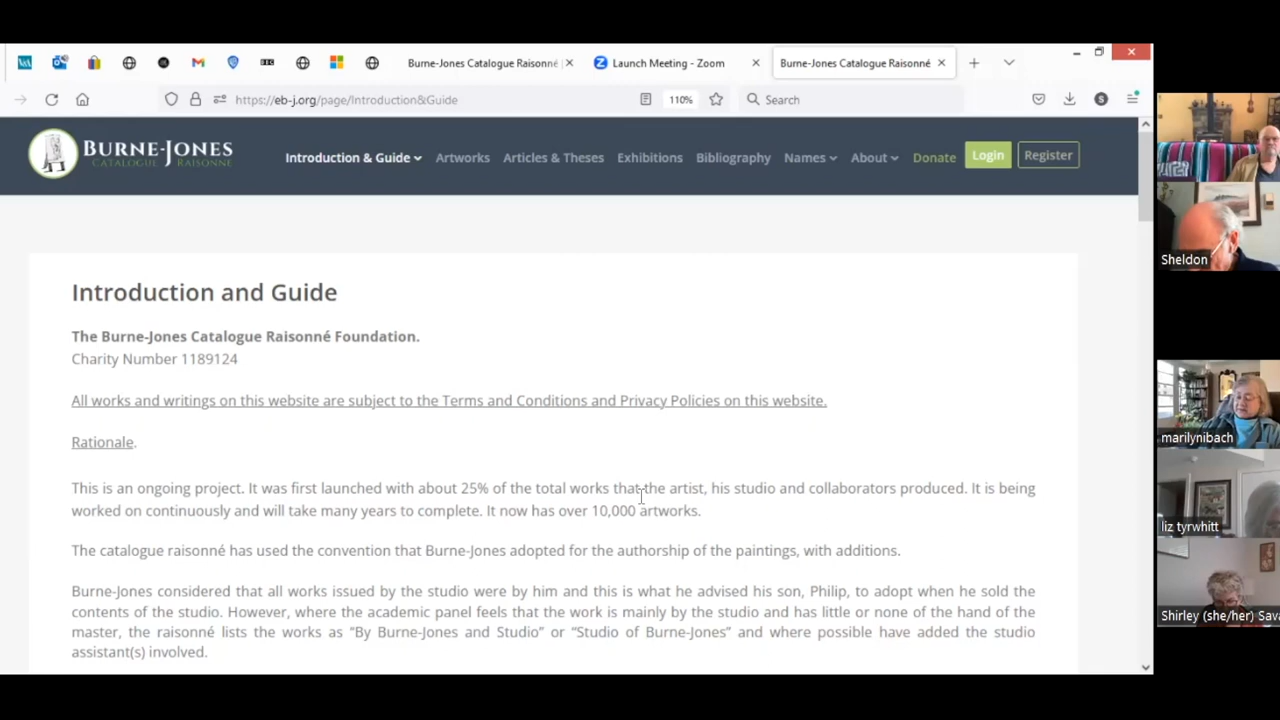 Burne-Jones Catalogue Raisonné
Launch Meeting - Zoom
Burne-Jones Catalogue Raisonné
https://eb-j.org/page/Introduction&Guide
110%
Search
S
BURNE-JONES
CATALOGUE RAISONNE
Introduction & Guide
Artworks
Articles & Theses
Exhibitions
Bibliography
Names
About
Donate
Login
Register
Introduction and Guide
The Burne-Jones Catalogue Raisonné Foundation.
Charity Number 1189124
All works and writings on this website are subject to the Terms and Conditions and Privacy Policies on this website.
Rationale.
This is an ongoing project. It was first launched with about 25% of the total works that the artist, his studio and collaborators produced. It is being
worked on continuously and will take many years to complete. It now has over 10,000 artworks.
The catalogue raisonné has used the convention that Burne-Jones adopted for the authorship of the paintings, with additions.
Burne-Jones considered that all works issued by the studio were by him and this is what he advised his son, Philip, to adopt when he sold the
contents of the studio. However, where the academic panel feels that the work is mainly by the studio and has little or none of the hand of the
master, the raisonné lists the works as “By Burne-Jones and Studio” or “Studio of Burne-Jones” and where possible have added the studio
assistant(s) involved.
Sheldon
marilynibach
liz tyrwhitt
Shirley (she/her) Sava